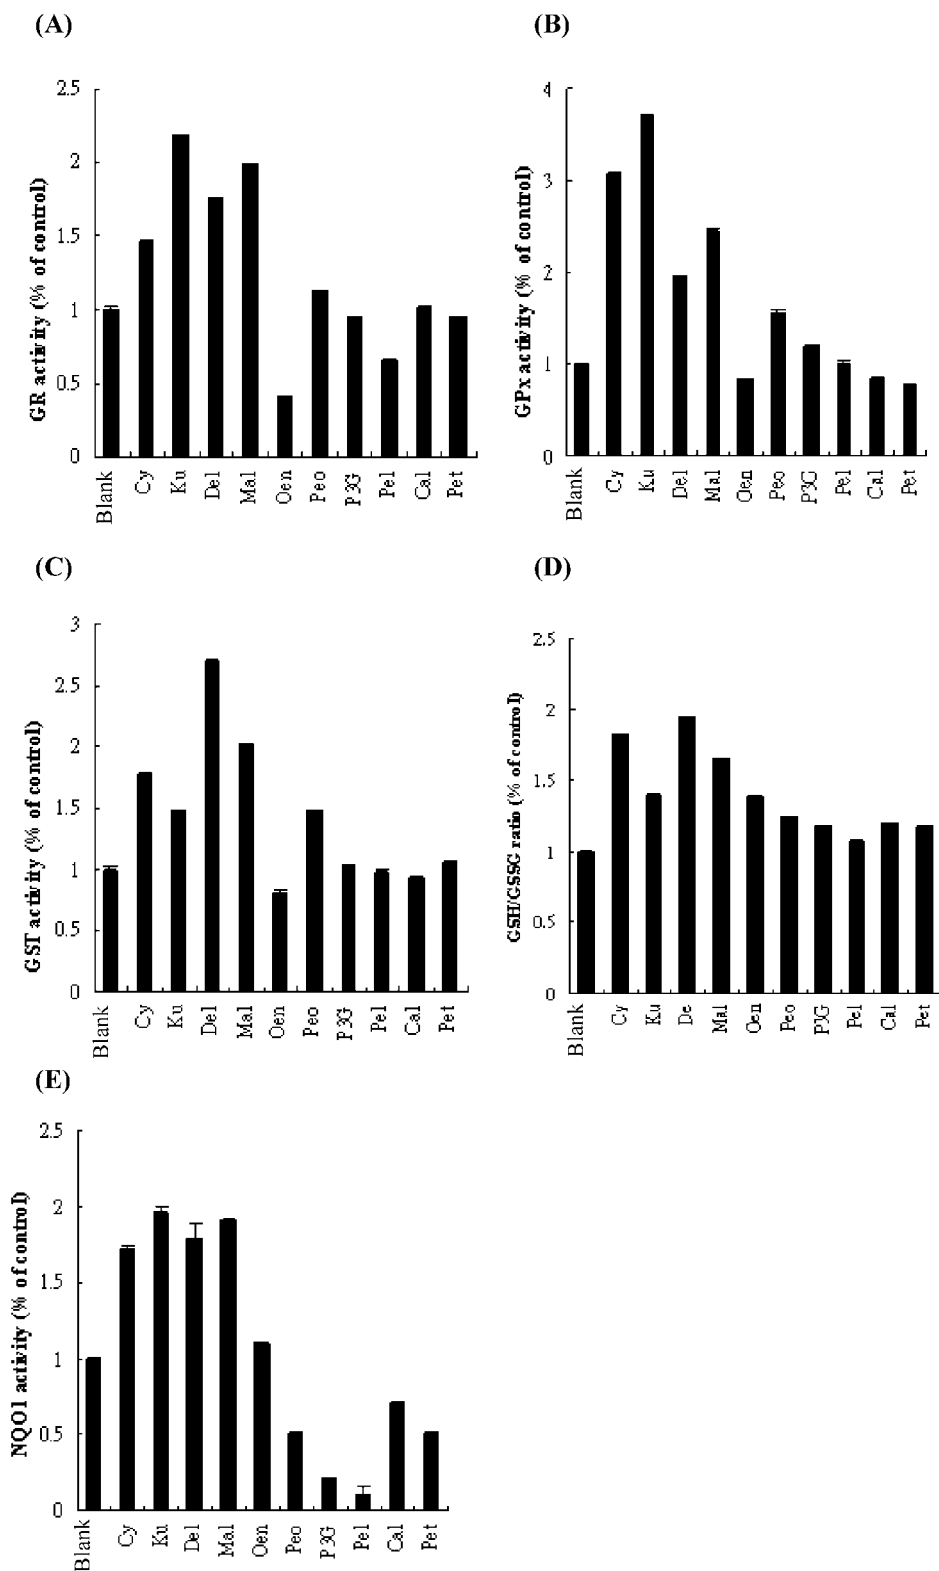 (A)
GR activity (% of control)
2.5
2
1.5
1
0.5
0
Blank Cy Ku Del Mal Oen Peo P3G Pel Cal Pet
(B)
GPx activity (% of control)
4
3
2
1
0
Blank Cy Ku Del Mal Oen Peo P3G Pel Cal Pet
(C)
GST activity (% of control)
3
2.5
2
1.5
1
0.5
0
Blank Cy Ku Del Mal Oen Peo P3G Pel Cal Pet
(D)
GSH/GSSG ratio (% of control)
2.5
2
1.5
1
0.5
0
Blank Cy Ku De Mal Oen Peo P3G Pel Cal Pet
(E)
NQO1 activity (% of control)
2.5
2
1.5
1
0.5
0
Blank Cy Ku Del Mal Oen Peo P3G Pel Cal Pet